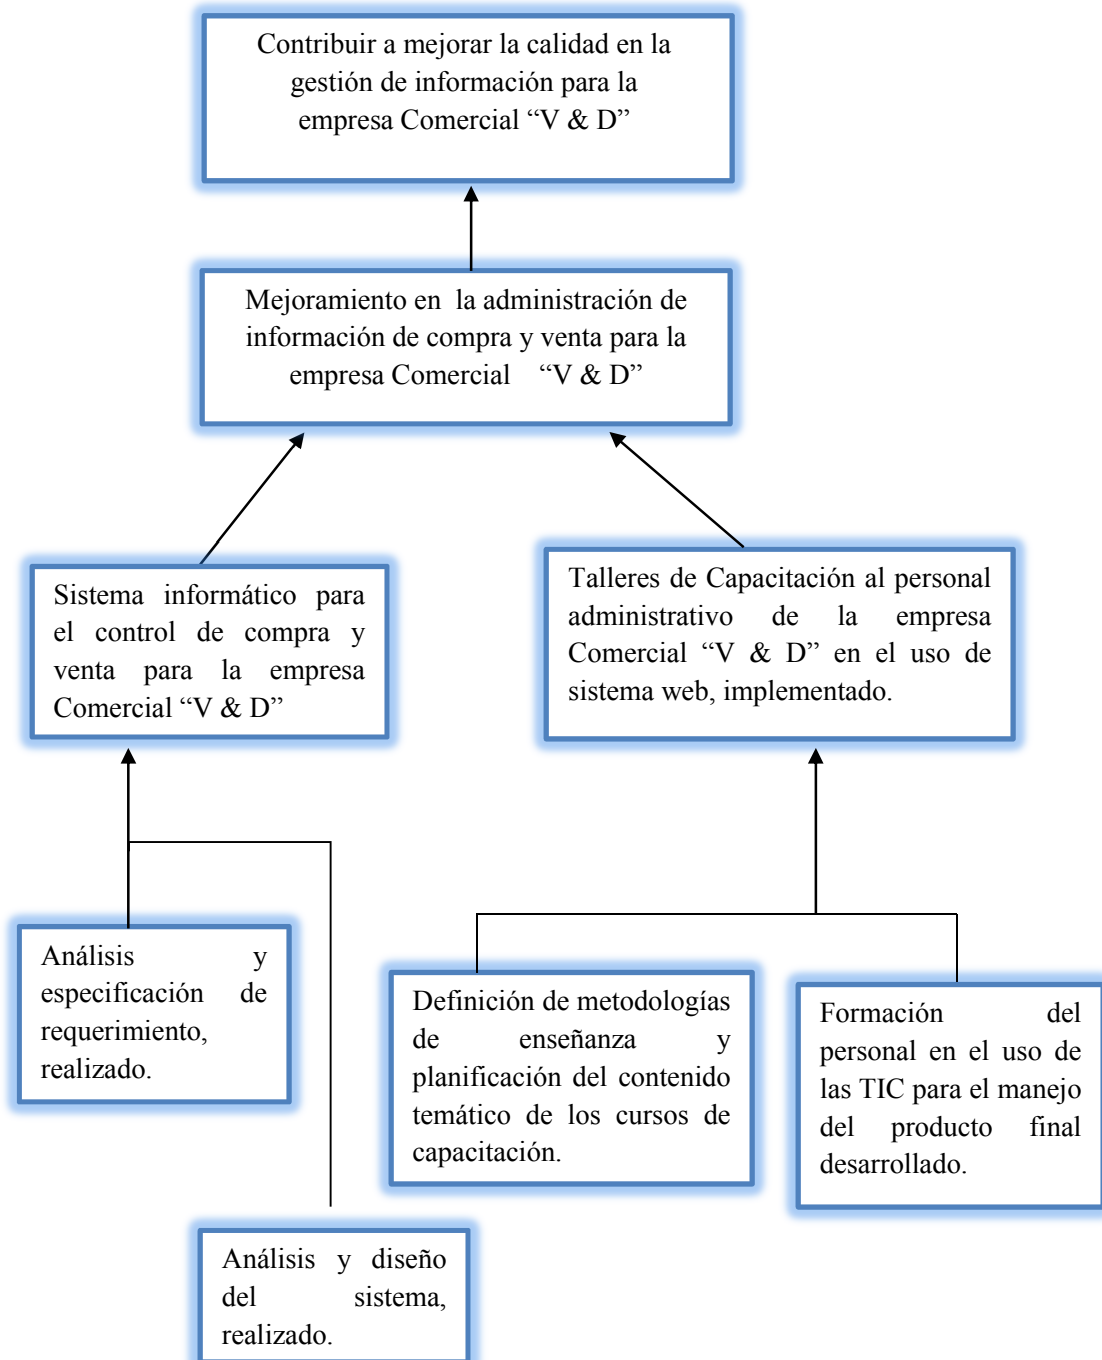 Contribuir a mejorar la calidad en la
gestión de información para la
empresa Comercial “V & D”
Mejoramiento en la administración de
información de compra y venta para la
empresa Comercial “V & D”
Sistema informático para
el control de compra y
venta para la empresa
Comercial “V & D”
Talleres de Capacitación al personal
administrativo de la empresa
Comercial “V & D” en el uso de
sistema web, implementado.
Análisis y
especificación de
requerimiento,
realizado.
Definición de metodologías
de enseñanza y
planificación del contenido
temático de los cursos de
capacitación.
Formación del
personal en el uso de
las TIC para el manejo
del producto final
desarrollado.
Análisis y diseño
del sistema,
realizado.